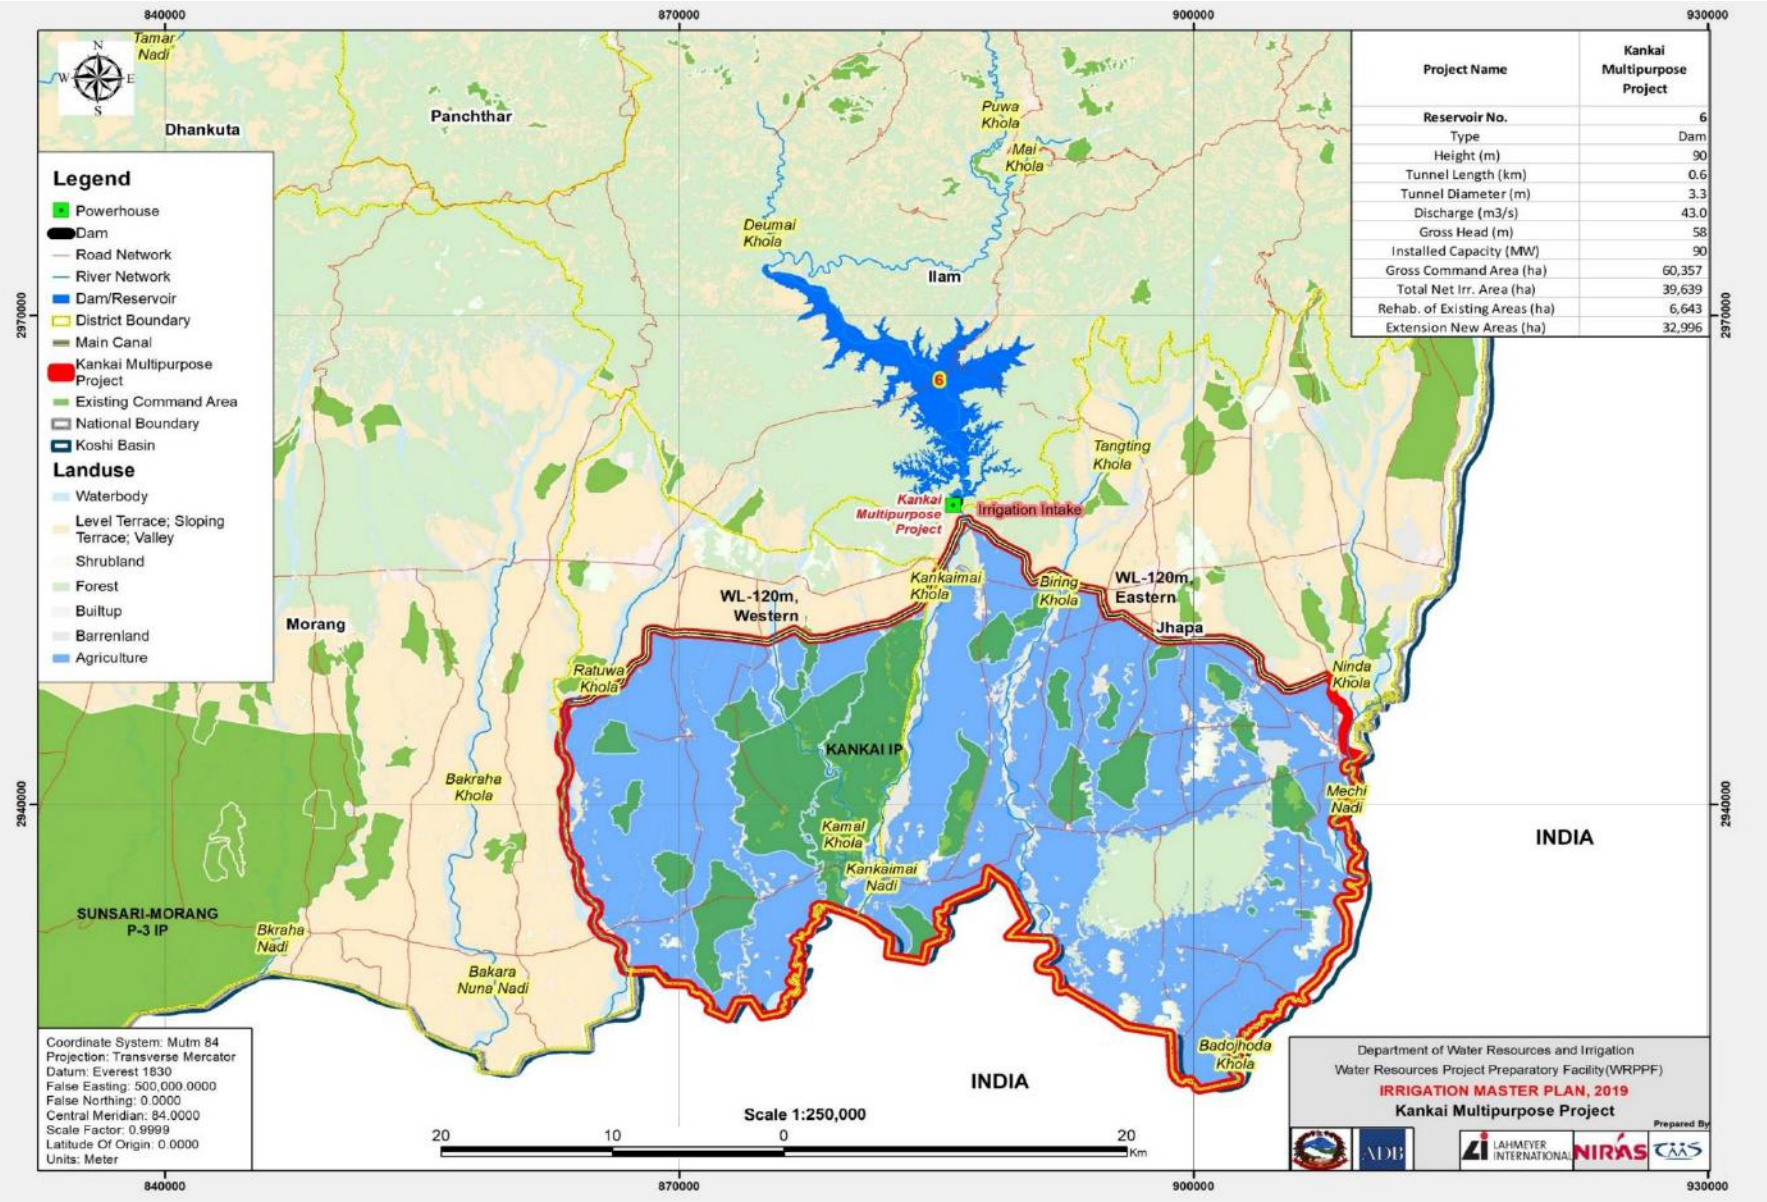 840000 870000 900000 930000
Tamar
Nadi
N
W E
S
Dhankuta
Panchthar
Puwa
Khola
Mai
Khola
Deumai
Khola
Ilam
Project Name Kankai Multipurpose Project
Reservoir No. 6
Type Dam
Height (m) 90
Tunnel Length (km) 0.6
Tunnel Diameter (m) 3.3
Discharge (m3/s) 43.0
Gross Head (m) 58
Installed Capacity (MW) 90
Gross Command Area (ha) 60,357
Total Net Irr. Area (ha) 39,639
Rehab. of Existing Areas (ha) 6,643
Extension New Areas (ha) 32,996
Legend
Powerhouse
Dam
Road Network
River Network
Dam/Reservoir
District Boundary
Main Canal
Kankai Multipurpose
Project
Existing Command Area
National Boundary
Koshi Basin
Landuse
Waterbody
Level Terrace; Sloping
Terrace; Valley
Shrubland
Forest
Builtup
Barrenland
Agriculture
2970000
2970000
6
Tangting
Khola
Kankai
Multipurpose
Project
Irrigation Intake
Kankaimai
Khola
Biring
Khola
WL-120m,
Eastern
WL-120m,
Western
Morang
Jhapa
Ratuwa
Khola
Ninda
Khola
KANKAI IP
Bakraha
Khola
Mechi
Nadi
2940000
2940000
Kamal
Khola
INDIA
Kankaimai
Nadi
SUNSARI-MORANG
P-3 IP
Bkraha
Nadi
Bakara
Nuna Nadi
Badojhoda
Khola
INDIA
Coordinate System: Mutm 84
Projection: Transverse Mercator
Datum: Everest 1830
False Easting: 500,000.0000
False Northing: 0.0000
Central Meridian: 84.0000
Scale Factor: 0.9999
Latitude Of Origin: 0.0000
Units: Meter
Scale 1:250,000
20 10 0 20
Km
Department of Water Resources and Irrigation
Water Resources Project Preparatory Facility(WRPPF)
IRRIGATION MASTER PLAN, 2019
Kankai Multipurpose Project
Prepared By
ADB
LAHMEYER
INTERNATIONAL
NIRAS
840000 870000 900000 930000